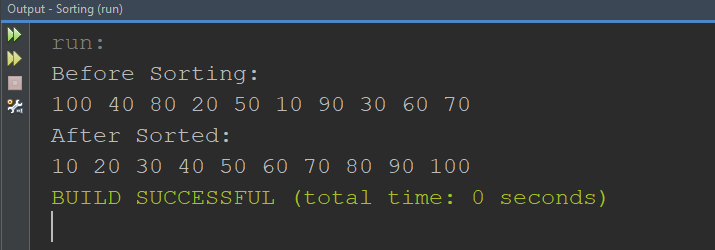 Output - Sorting (run)
run:
Before Sorting:
100 40 80 20 50 10 90 30 60 70
After Sorted:
10 20 30 40 50 60 70 80 90 100
BUILD SUCCESSFUL (total time: 0 seconds)